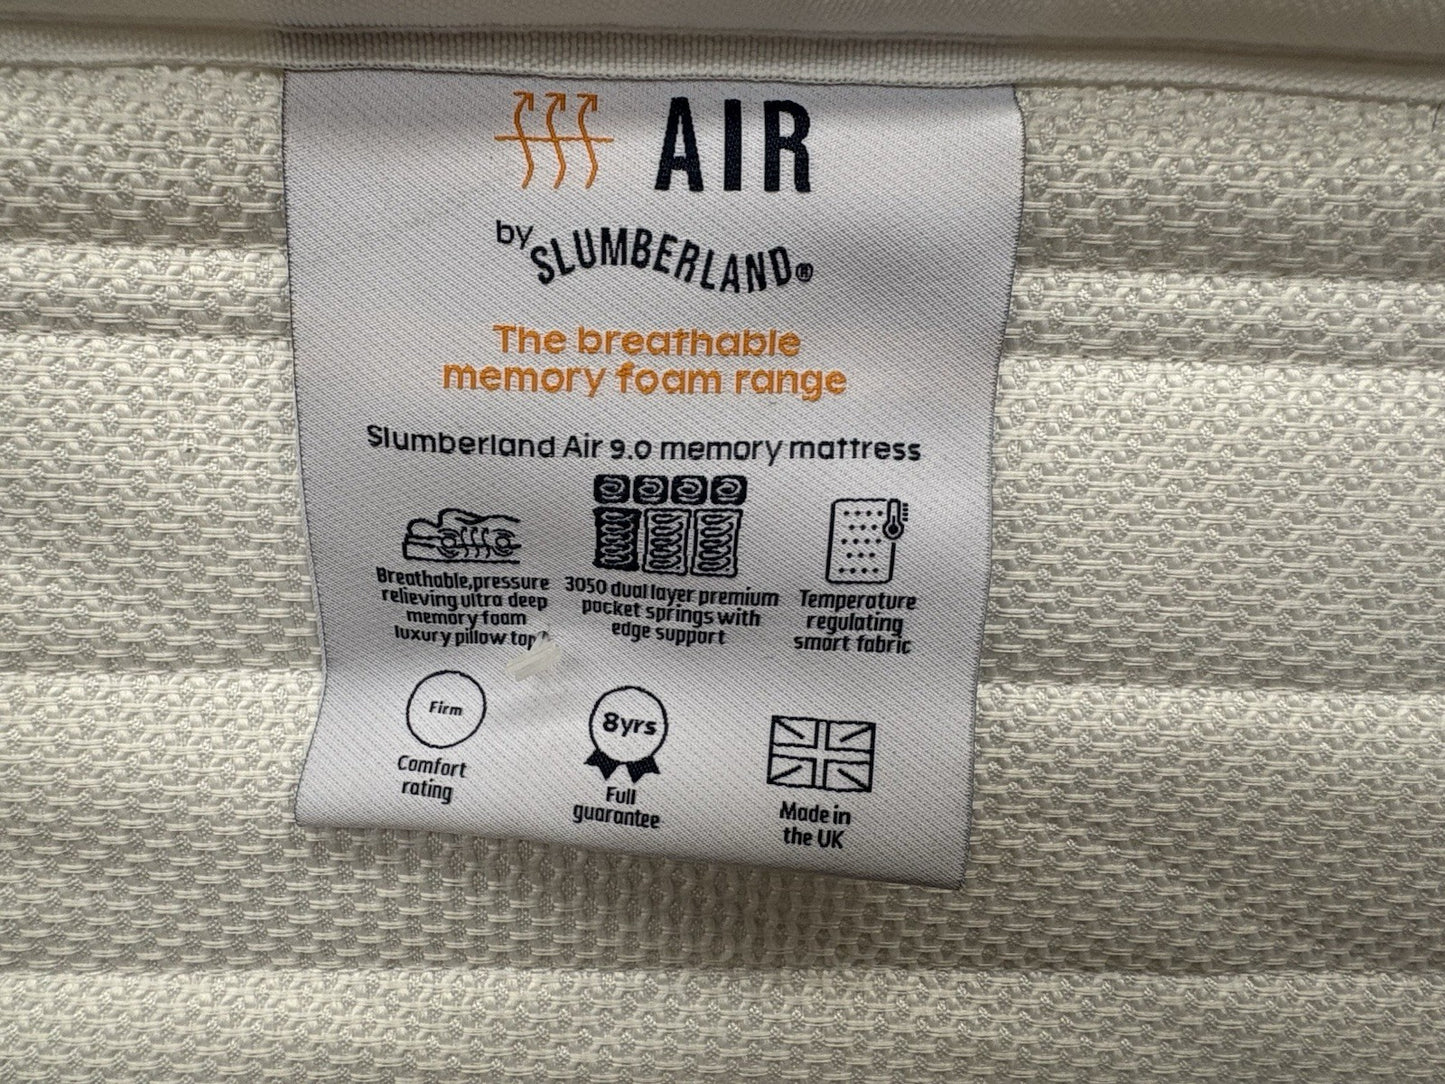 AIR
by SLUMBERLAND®
The breathable
memory foam range
Slumberland Air 9.0 memory mattress
Breathable, pressure
relieving ultra deep
memory foam
luxury pillow top
3050 dual layer premium
pocket springs with
edge support
Temperature
regulating
smart fabric
Firm
Comfort
rating
8yrs
Full
guarantee
Made in
the UK